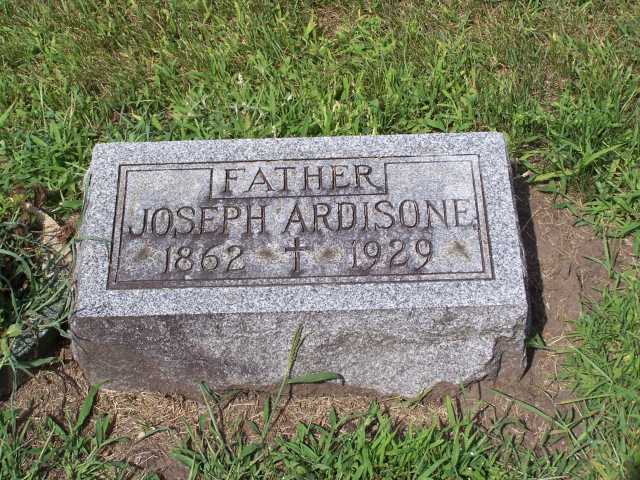 FATHER
JOSEPH ARDISONE
1862 ✝ 1929